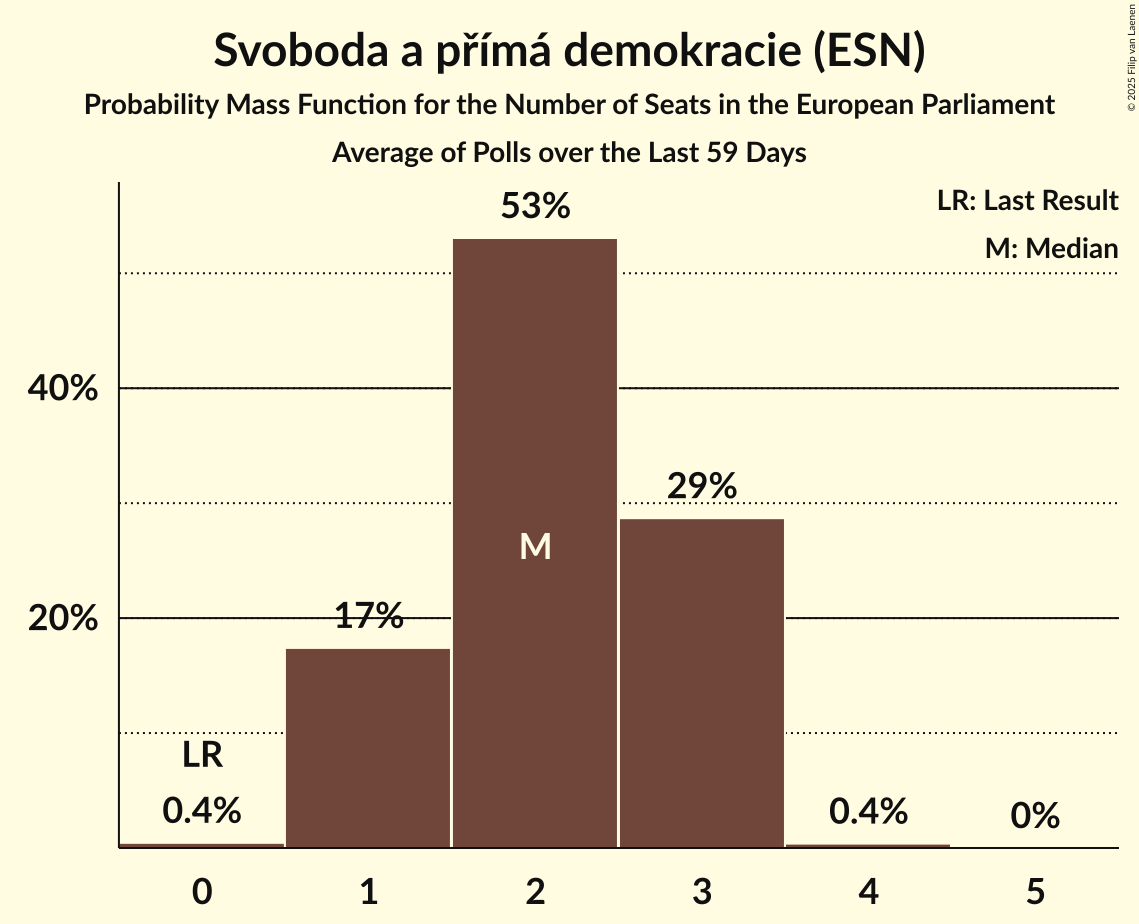 Svoboda a přímá demokracie (ESN)
Probability Mass Function for the Number of Seats in the European Parliament
Average of Polls over the Last 59 Days
© 2025 Filip van Laenen
LR: Last Result
M: Median
53%
40%
29%
M
20%
17%
LR
0.4%
0.4%
0%
0 1 2 3 4 5